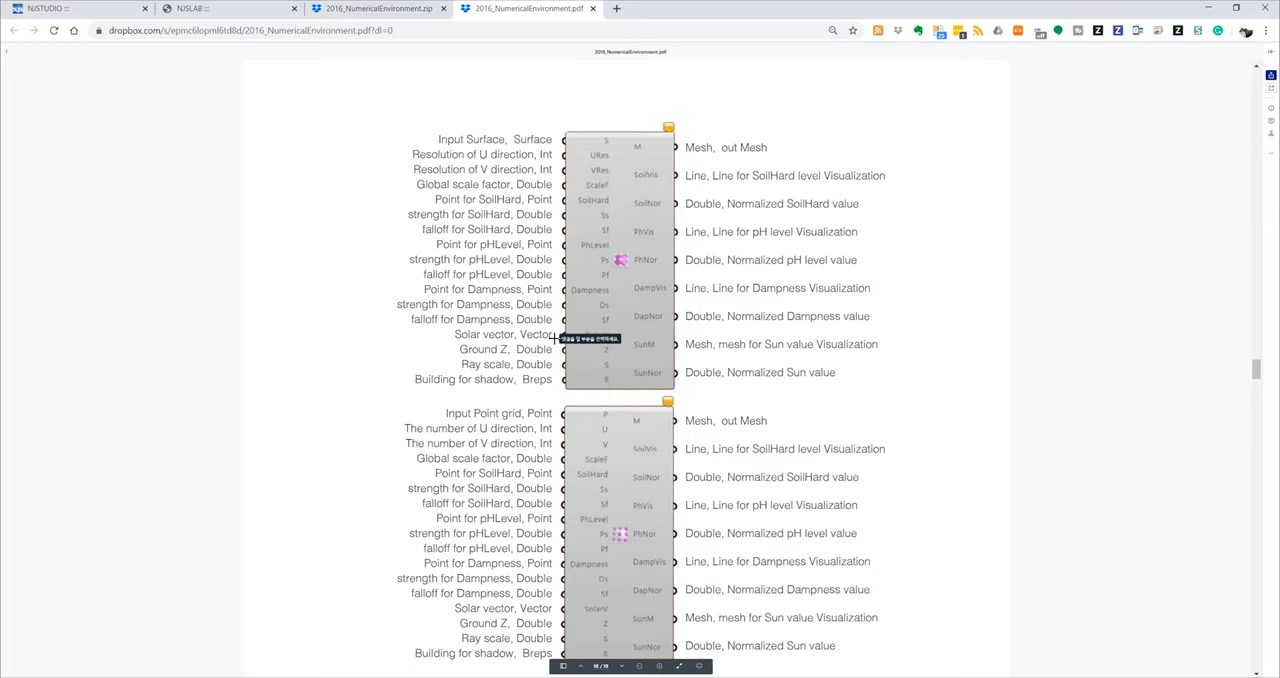 NJSTUDIO ::
NJSLAB ::
2016_NumericalEnvironment.zip
2016_NumericalEnvironment.pdf
dropbox.com/s/epmc6lopml6td8d/2016_NumericalEnvironment.pdf?dl=0
2016_NumericalEnvironment.pdf
Input Surface, Surface
Resolution of U direction, Int
Resolution of V direction, Int
Global scale factor, Double
Point for SoilHard, Point
strength for SoilHard, Double
falloff for SoilHard, Double
Point for pHLevel, Point
strength for pHLevel, Double
falloff for pHLevel, Double
Point for Dampness, Point
strength for Dampness, Double
falloff for Dampness, Double
Solar vector, Vector
Ground Z, Double
Ray scale, Double
Building for shadow, Breps
S
URes
VRes
ScaleF
SoilHard
Ss
Sf
PhLevel
Ps
Pf
Dampness
Ds
Sf
댓글을 달 부분을 선택하세요.
Z
S
B
M
SoilVis
SoilNor
PhVis
PhNor
DampVis
DapNor
SunM
SunNor
Mesh, out Mesh
Line, Line for SoilHard level Visualization
Double, Normalized SoilHard value
Line, Line for pH level Visualization
Double, Normalized pH level value
Line, Line for Dampness Visualization
Double, Normalized Dampness value
Mesh, mesh for Sun value Visualization
Double, Normalized Sun value
Input Point grid, Point
The number of U direction, Int
The number of V direction, Int
Global scale factor, Double
Point for SoilHard, Point
strength for SoilHard, Double
falloff for SoilHard, Double
Point for pHLevel, Point
strength for pHLevel, Double
falloff for pHLevel, Double
Point for Dampness, Point
strength for Dampness, Double
falloff for Dampness, Double
Solar vector, Vector
Ground Z, Double
Ray scale, Double
Building for shadow, Breps
P
U
V
ScaleF
SoilHard
Ss
Sf
PhLevel
Ps
Pf
Dampness
Ds
Sf
SolarV
Z
S
B
M
SoilVis
SoilNor
PhVis
PhNor
DampVis
DapNor
SunM
SunNor
Mesh, out Mesh
Line, Line for SoilHard level Visualization
Double, Normalized SoilHard value
Line, Line for pH level Visualization
Double, Normalized pH level value
Line, Line for Dampness Visualization
Double, Normalized Dampness value
Mesh, mesh for Sun value Visualization
Double, Normalized Sun value